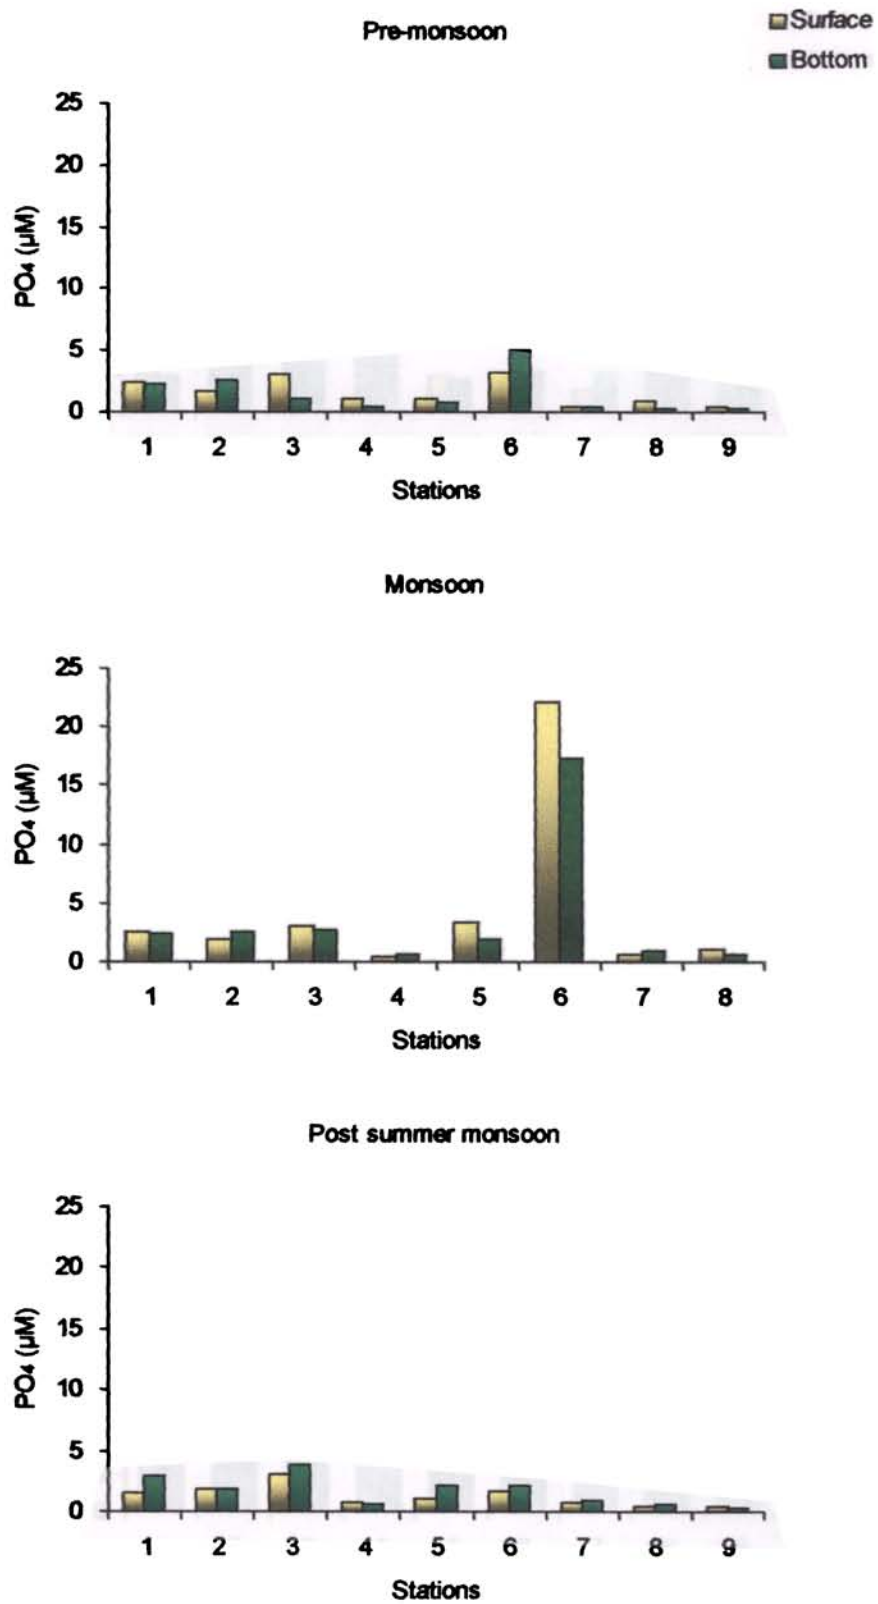 Pre-monsoon
Surface
Bottom
25
20
15
10
5
0
PO₄ (µM)
1 2 3 4 5 6 7 8 9
Stations
Monsoon
25
20
15
10
5
0
PO₄ (µM)
1 2 3 4 5 6 7 8
Stations
Post summer monsoon
25
20
15
10
5
0
PO₄ (µM)
1 2 3 4 5 6 7 8 9
Stations